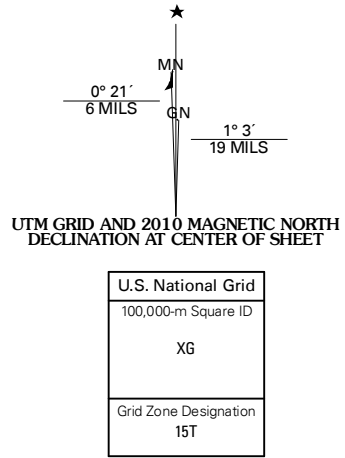 MN
0° 21´
6 MILS
GN
1° 3´
19 MILS
UTM GRID AND 2010 MAGNETIC NORTH
DECLINATION AT CENTER OF SHEET
U.S. National Grid
100,000-m Square ID
XG
Grid Zone Designation
15T